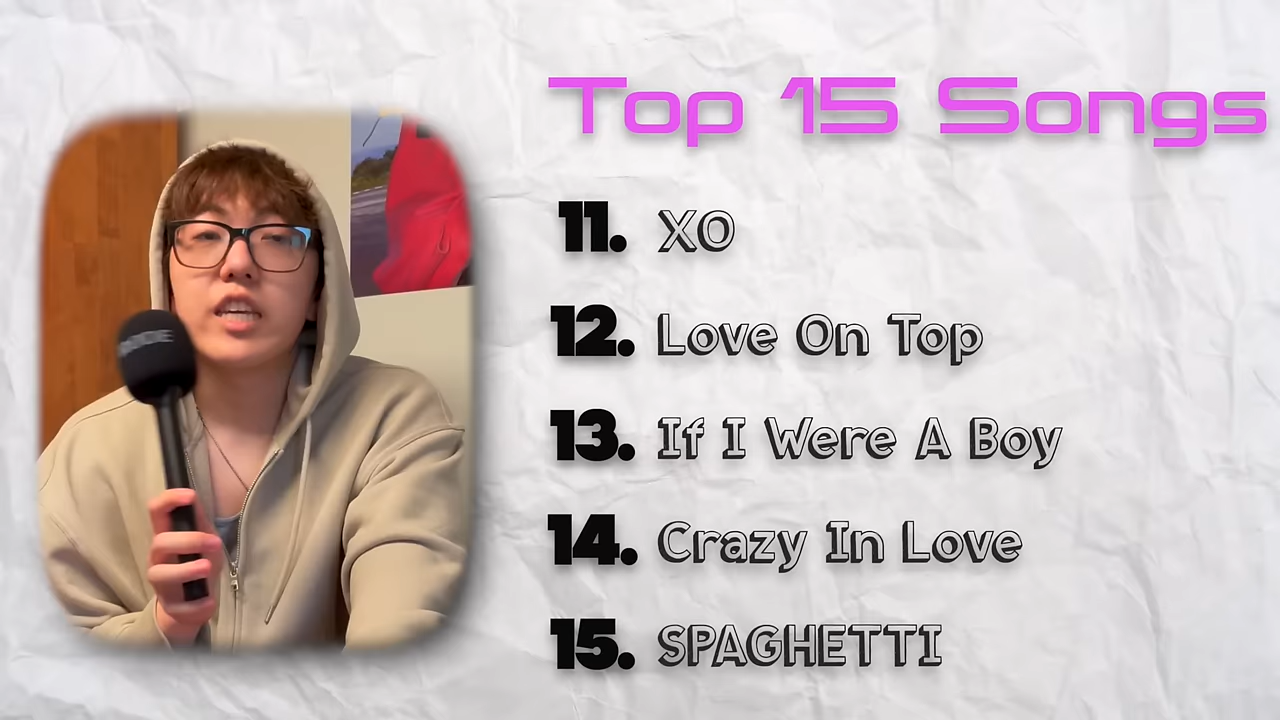 Top 15 Songs
11. XO
12. Love On Top
13. If I Were A Boy
14. Crazy In Love
15. SPAGHETTI
RODE